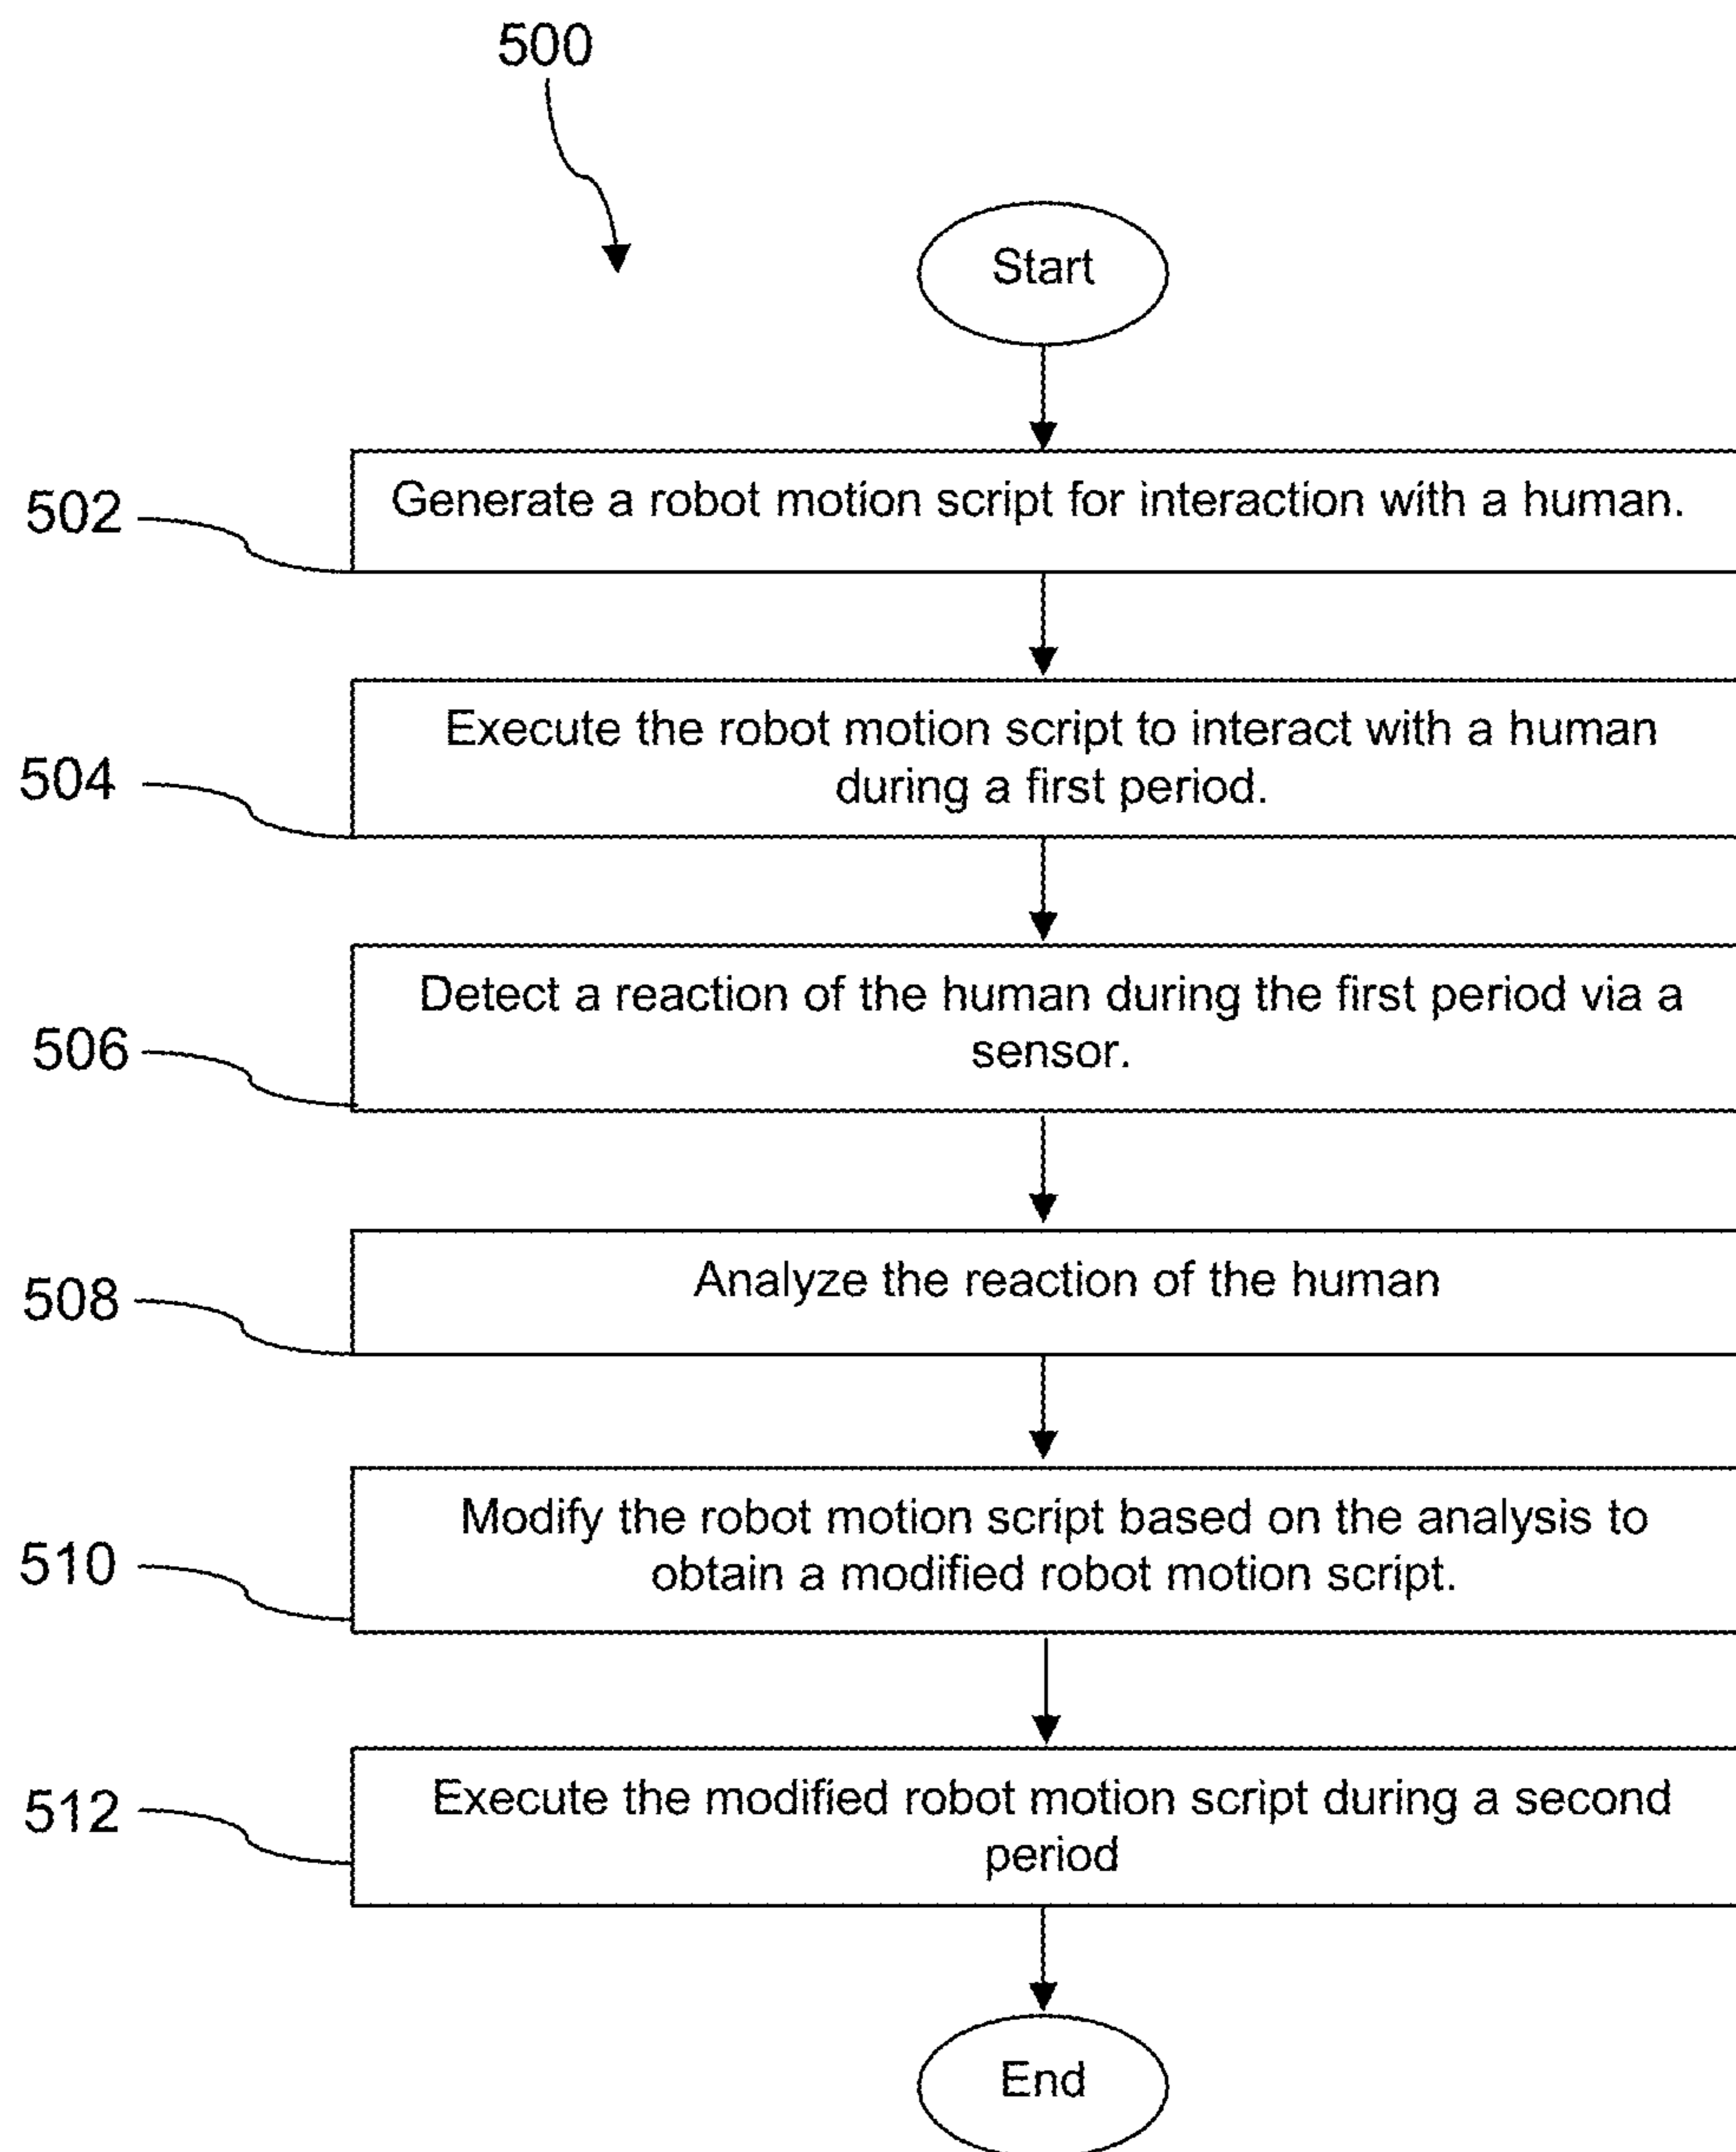 500
Start
502
Generate a robot motion script for interaction with a human.
504
Execute the robot motion script to interact with a human
during a first period.
506
Detect a reaction of the human during the first period via a
sensor.
508
Analyze the reaction of the human
510
Modify the robot motion script based on the analysis to
obtain a modified robot motion script.
512
Execute the modified robot motion script during a second
period
End